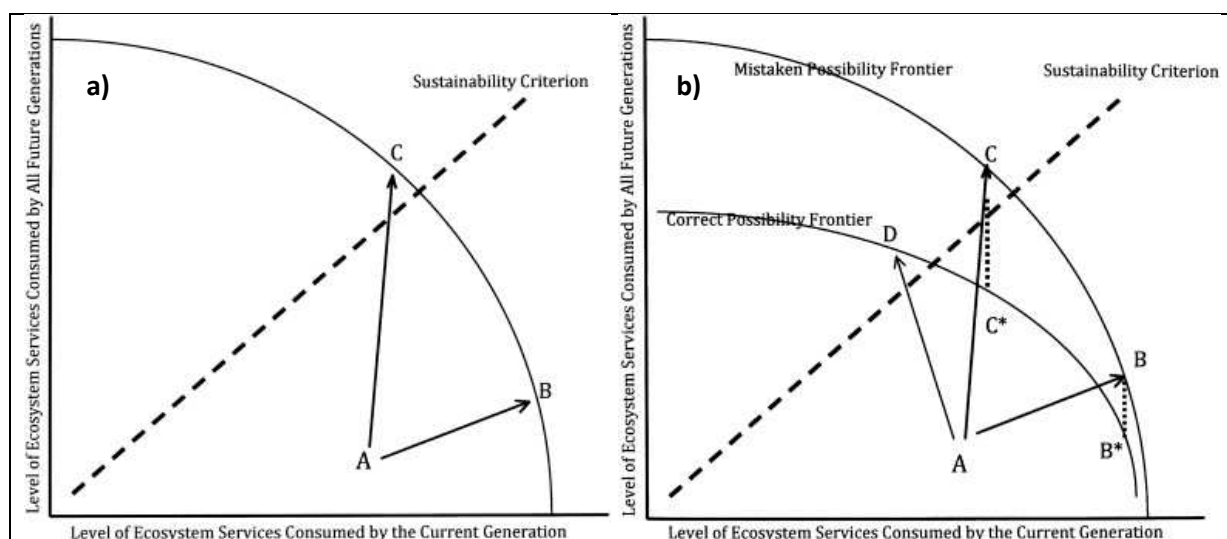 a)
Sustainability Criterion
C
B
A
Level of Ecosystem Services Consumed by All Future Generations
Level of Ecosystem Services Consumed by the Current Generation
b)
Mistaken Possibility Frontier
Sustainability Criterion
C
Correct Possibility Frontier
D
C*
B
A
B*
Level of Ecosystem Services Consumed by All Future Generations
Level of Ecosystem Services Consumed by the Current Generation